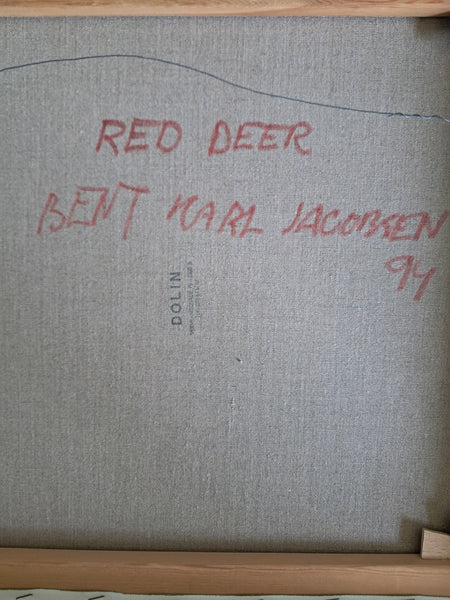 RED DEER
BENT KARL JACOBSEN
94
DOLIN